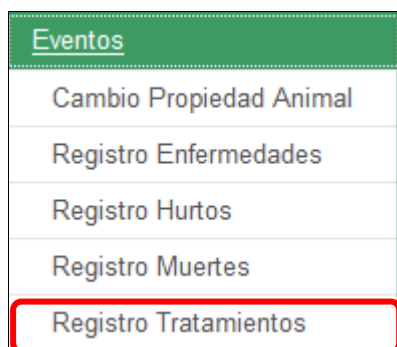 Eventos
Cambio Propiedad Animal
Registro Enfermedades
Registro Hurtos
Registro Muertes
Registro Tratamientos